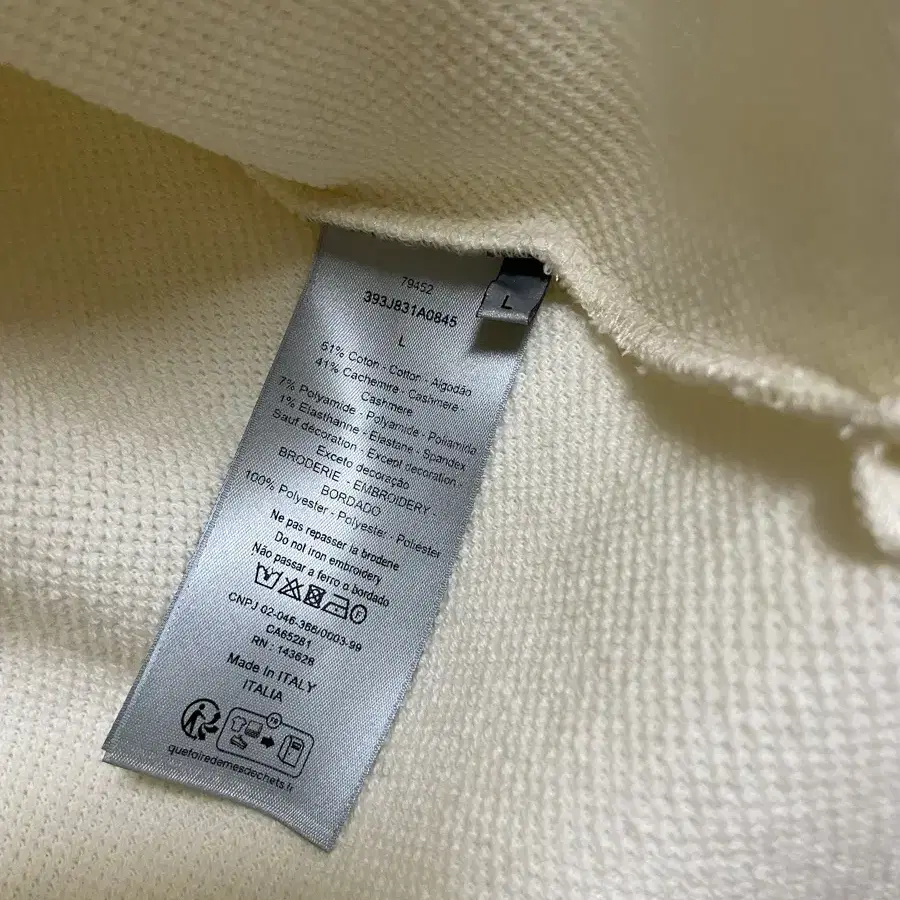 79452
393J831A0845
L
L
51% Coton - Cotton - Algodão
41% Cachemire - Cashmere -
Cashmere
7% Polyamide - Polyamide - Poliamida
1% Elasthanne - Elastane - Spandex
Sauf décoration - Except decoration -
Exceto decoração
BRODERIE - EMBROIDERY -
BORDADO
100% Polyester - Polyester - Poliester
Ne pas repasser la broderie
Do not iron embroidery
Não passar a ferro o bordado
F
CNPJ 02-046-366/0003-99
CA65281
RN : 143628
Made In ITALY
ITALIA
quefairedemesdechets.fr